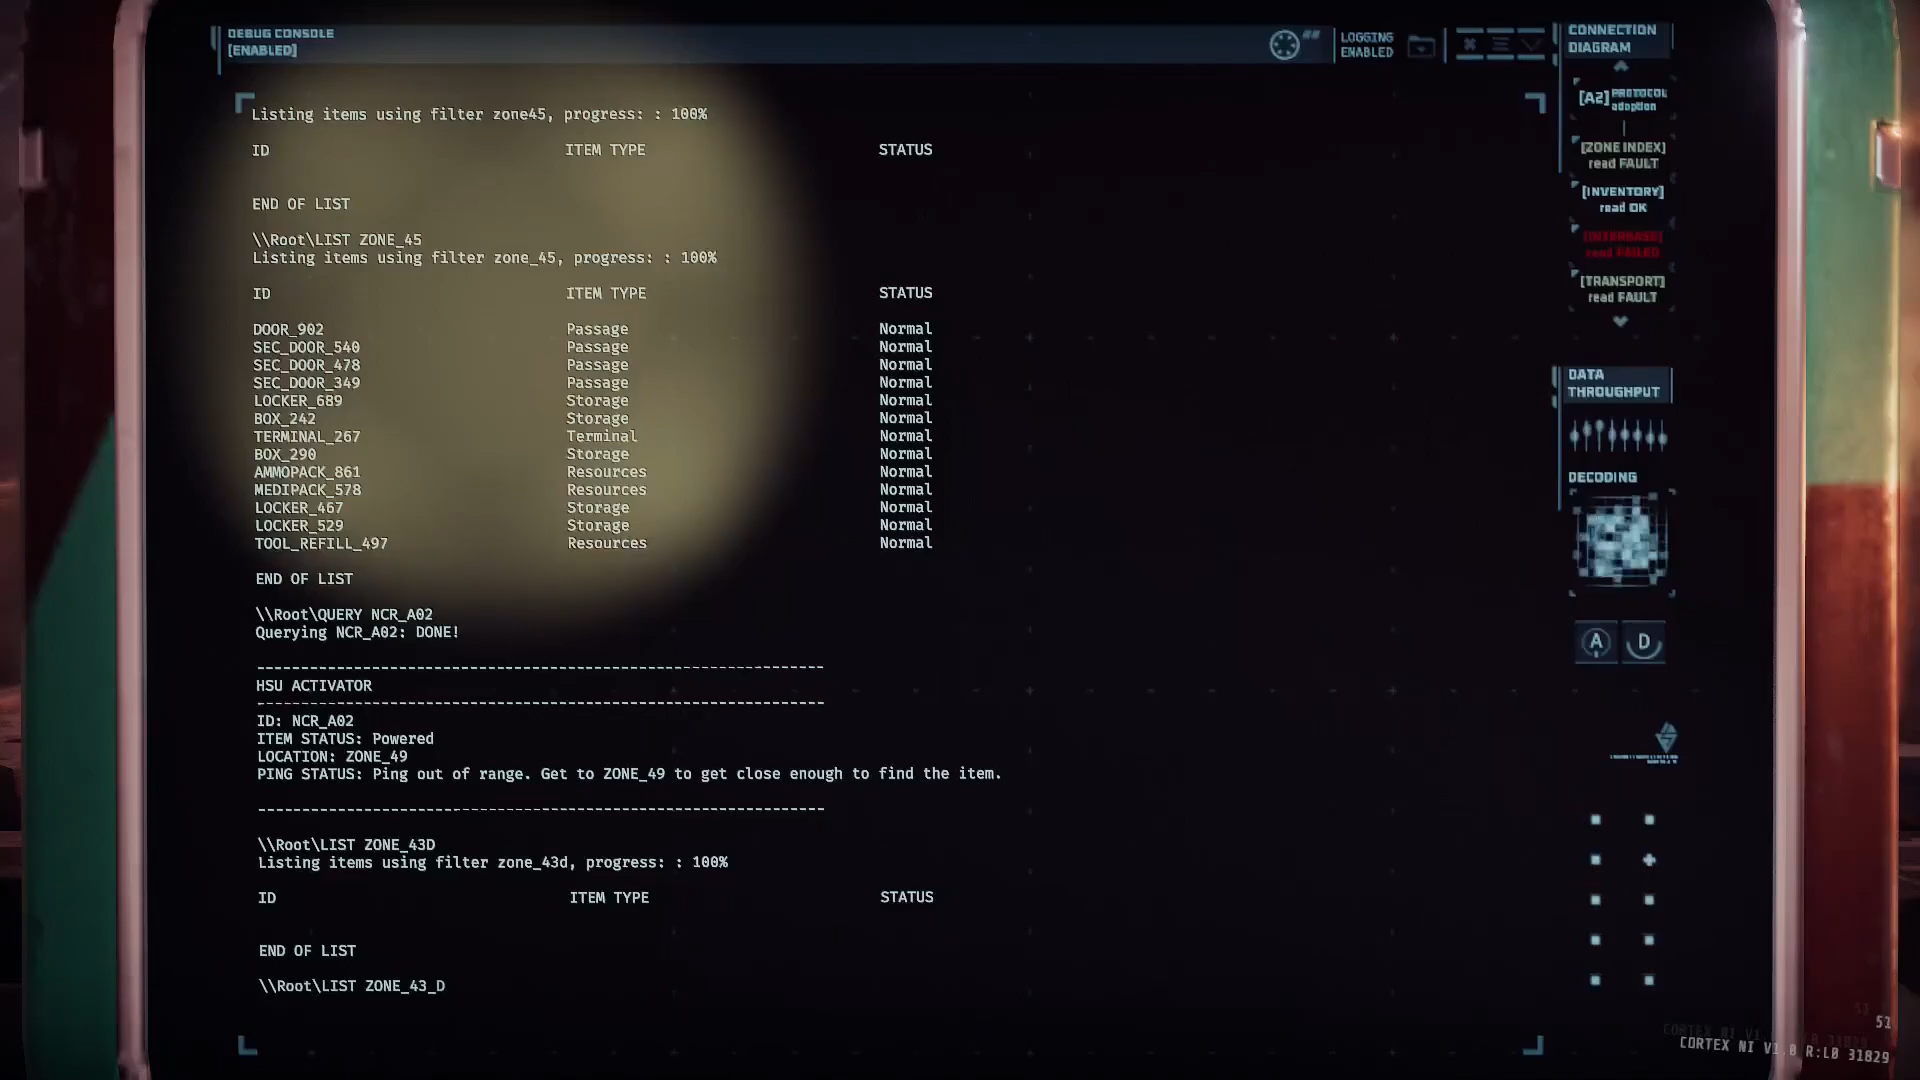 DEBUG CONSOLE
[ENABLED]
LOGGING
ENABLED
Listing items using filter zone45, progress: : 100%
ID ITEM TYPE STATUS
END OF LIST
\\Root\LIST ZONE_45
Listing items using filter zone_45, progress: : 100%
ID ITEM TYPE STATUS
DOOR_902 Passage Normal
SEC_DOOR_540 Passage Normal
SEC_DOOR_478 Passage Normal
SEC_DOOR_349 Passage Normal
LOCKER_689 Storage Normal
BOX_242 Storage Normal
TERMINAL_267 Terminal Normal
BOX_290 Storage Normal
AMMOPACK_861 Resources Normal
MEDIPACK_578 Resources Normal
LOCKER_467 Storage Normal
LOCKER_529 Storage Normal
TOOL_REFILL_497 Resources Normal
END OF LIST
\\Root\QUERY NCR_A02
Querying NCR_A02: DONE!
----------------------------------------------------------------
HSU ACTIVATOR
----------------------------------------------------------------
ID: NCR_A02
ITEM STATUS: Powered
LOCATION: ZONE_49
PING STATUS: Ping out of range. Get to ZONE_49 to get close enough to find the item.
----------------------------------------------------------------
\\Root\LIST ZONE_43D
Listing items using filter zone_43d, progress: : 100%
ID ITEM TYPE STATUS
END OF LIST
\\Root\LIST ZONE_43_D
CONNECTION
DIAGRAM
[A2] PROTOCOL
adoption
[ZONE INDEX]
read FAULT
[INVENTORY]
read OK
[INTERBASE]
read FAILED
[TRANSPORT]
read FAULT
DATA
THROUGHPUT
DECODING
A D
51
CORTEX NI V1.0 R:L0 31829